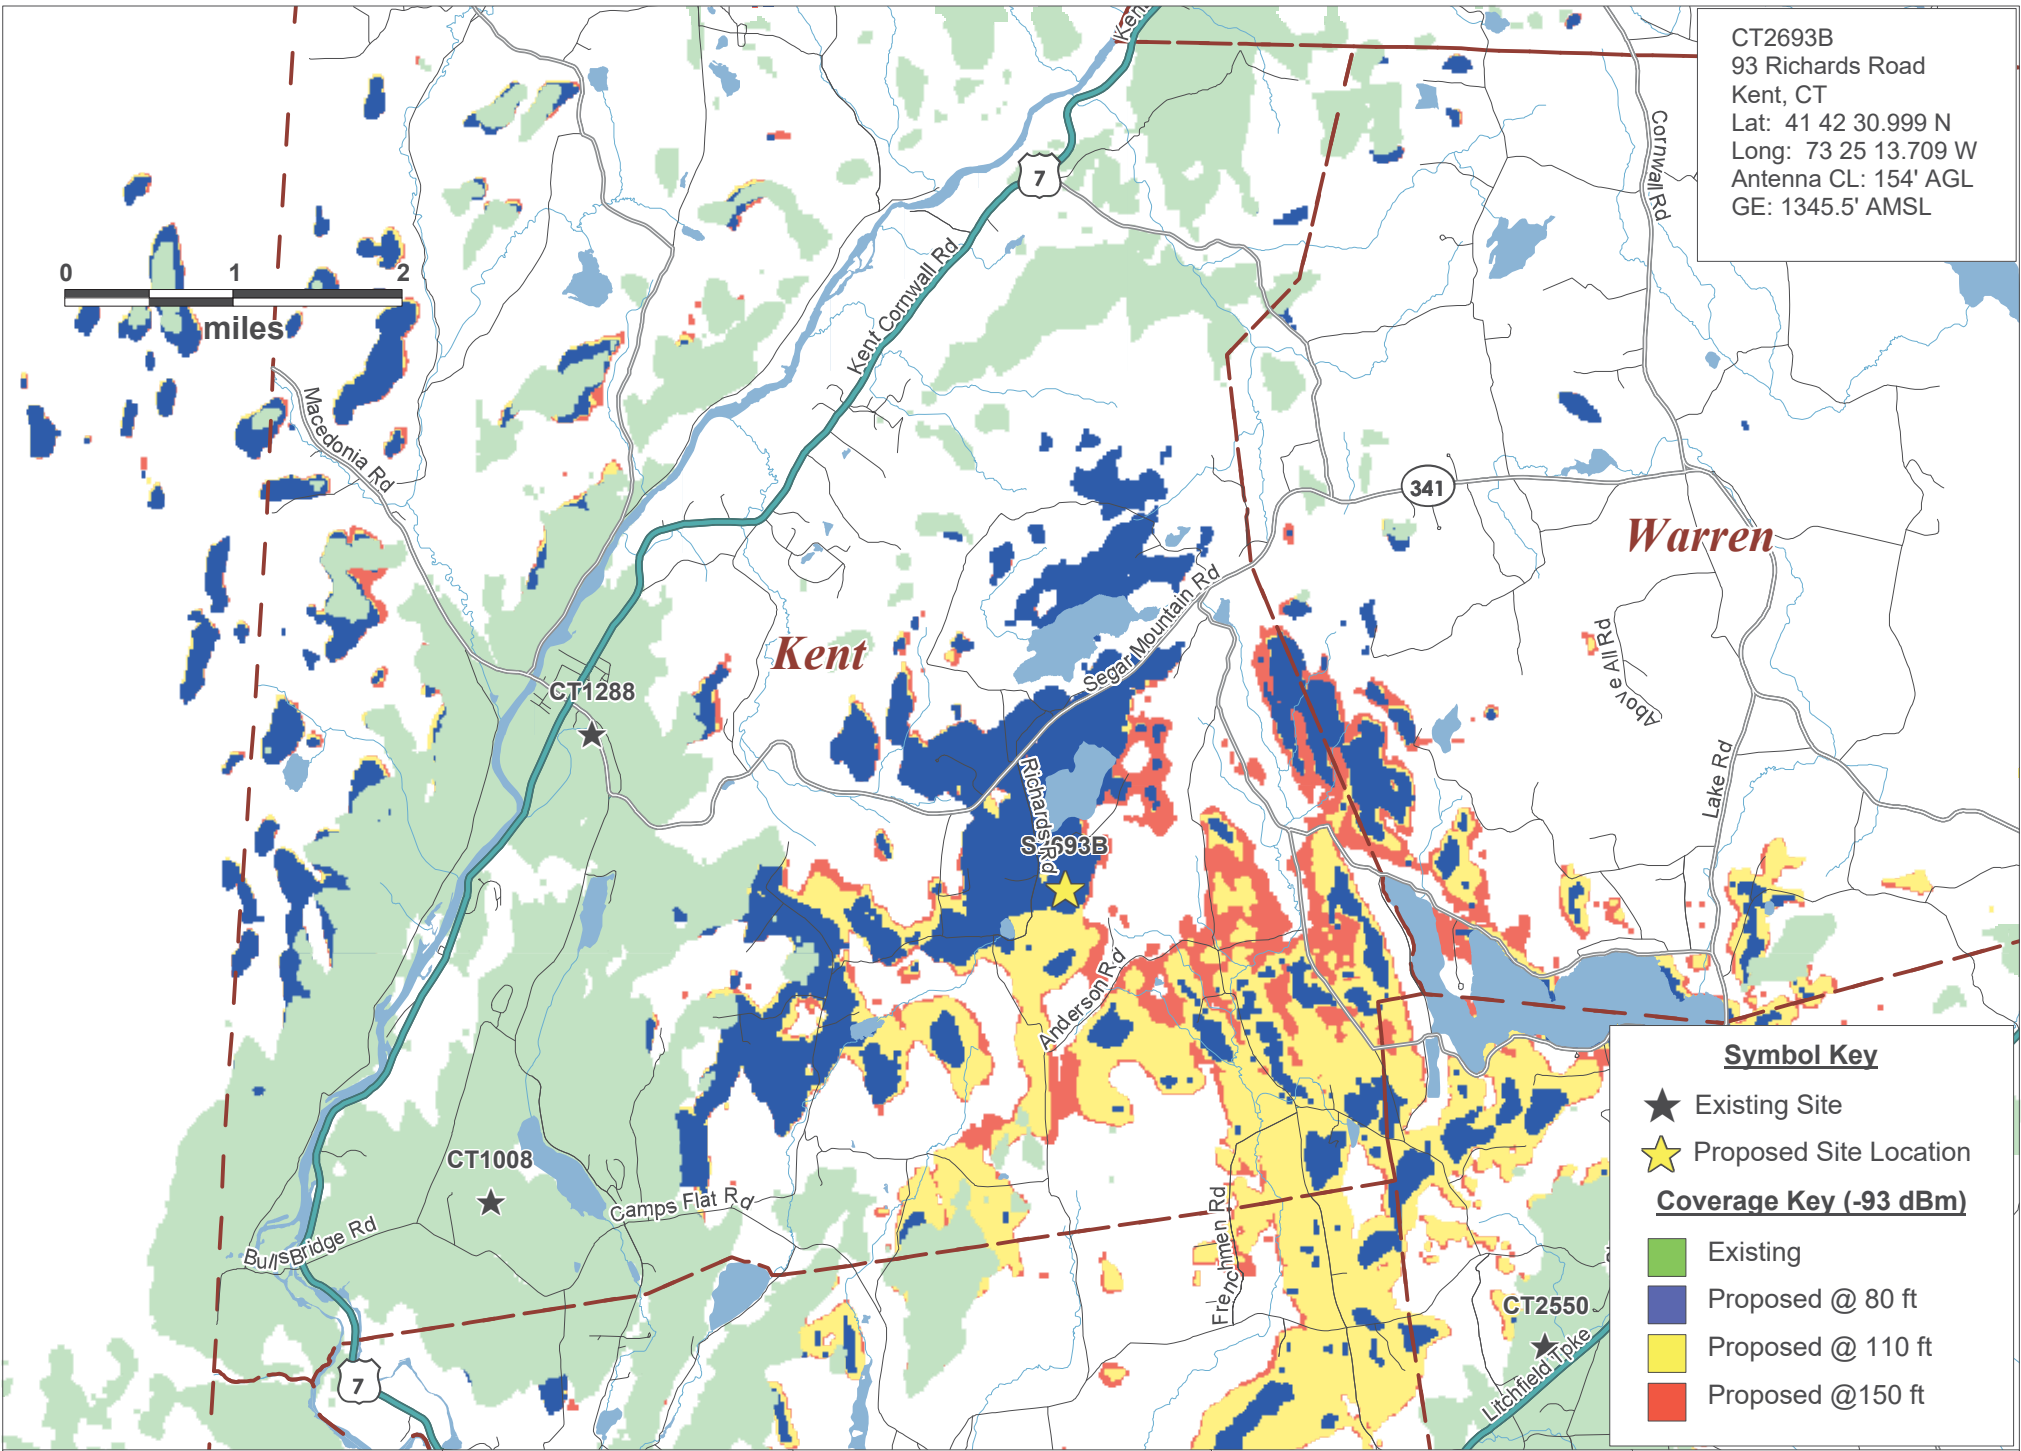 CT2693B
93 Richards Road
Kent, CT
Lat: 41 42 30.999 N
Long: 73 25 13.709 W
Antenna CL: 154' AGL
GE: 1345.5' AMSL
Cornwall Rd
7
Kent Cornwall Rd
0 1 2
miles
Macedonia Rd
341
Warren
Kent
Segar Mountain Rd
Above All Rd
CT1288
Richards Rd
Lake Rd
Anderson Rd
CT1008
Camps Flat Rd
Bulls Bridge Rd
Frenchmen Rd
CT2550
Litchfield Tpke
7
Symbol Key
Existing Site
Proposed Site Location
Coverage Key (-93 dBm)
Existing
Proposed @ 80 ft
Proposed @ 110 ft
Proposed @150 ft